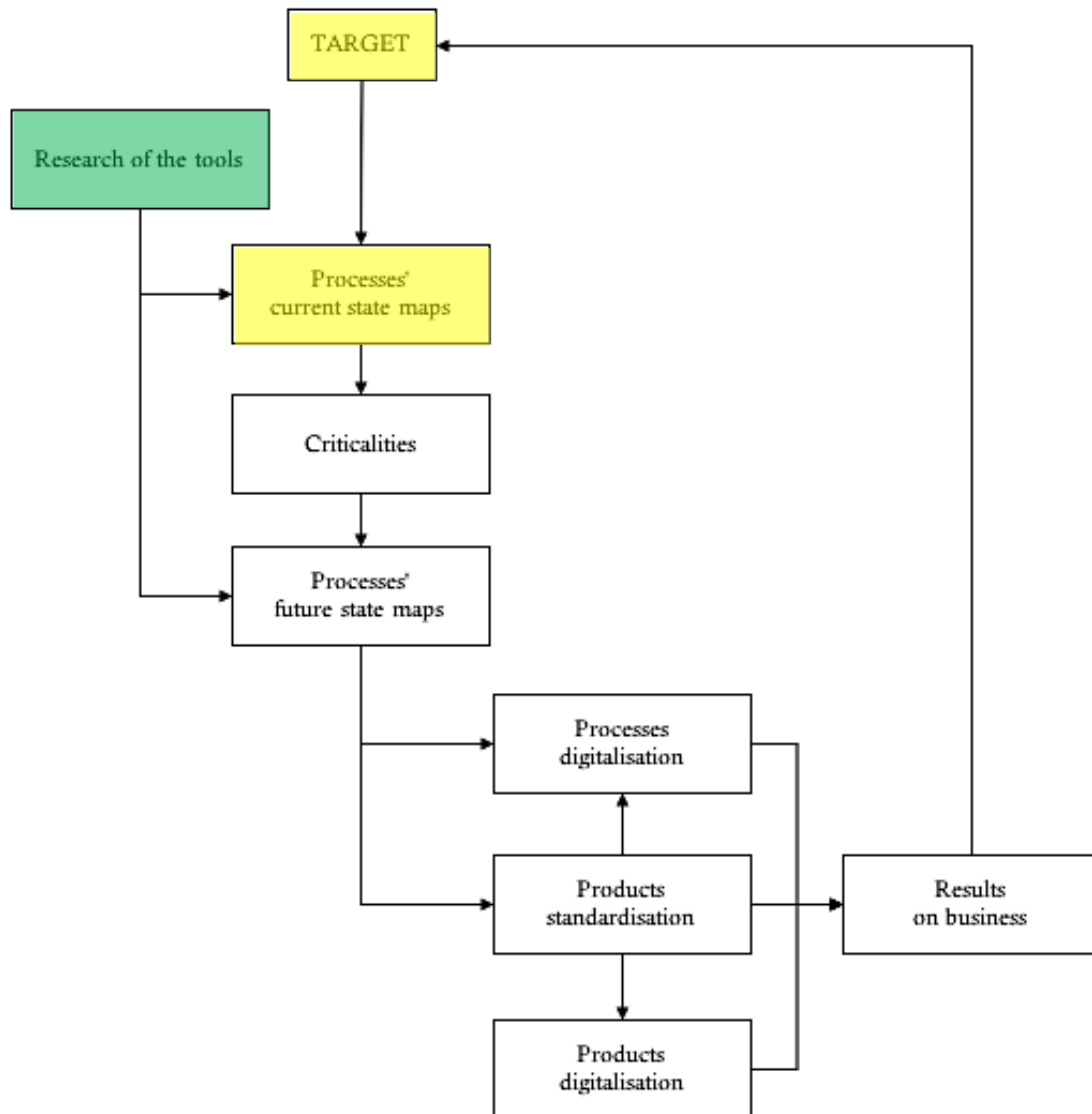 TARGET
Research of the tools
Processes'
current state maps
Criticalities
Processes'
future state maps
Processes
digitalisation
Products
standardisation
Results
on business
Products
digitalisation